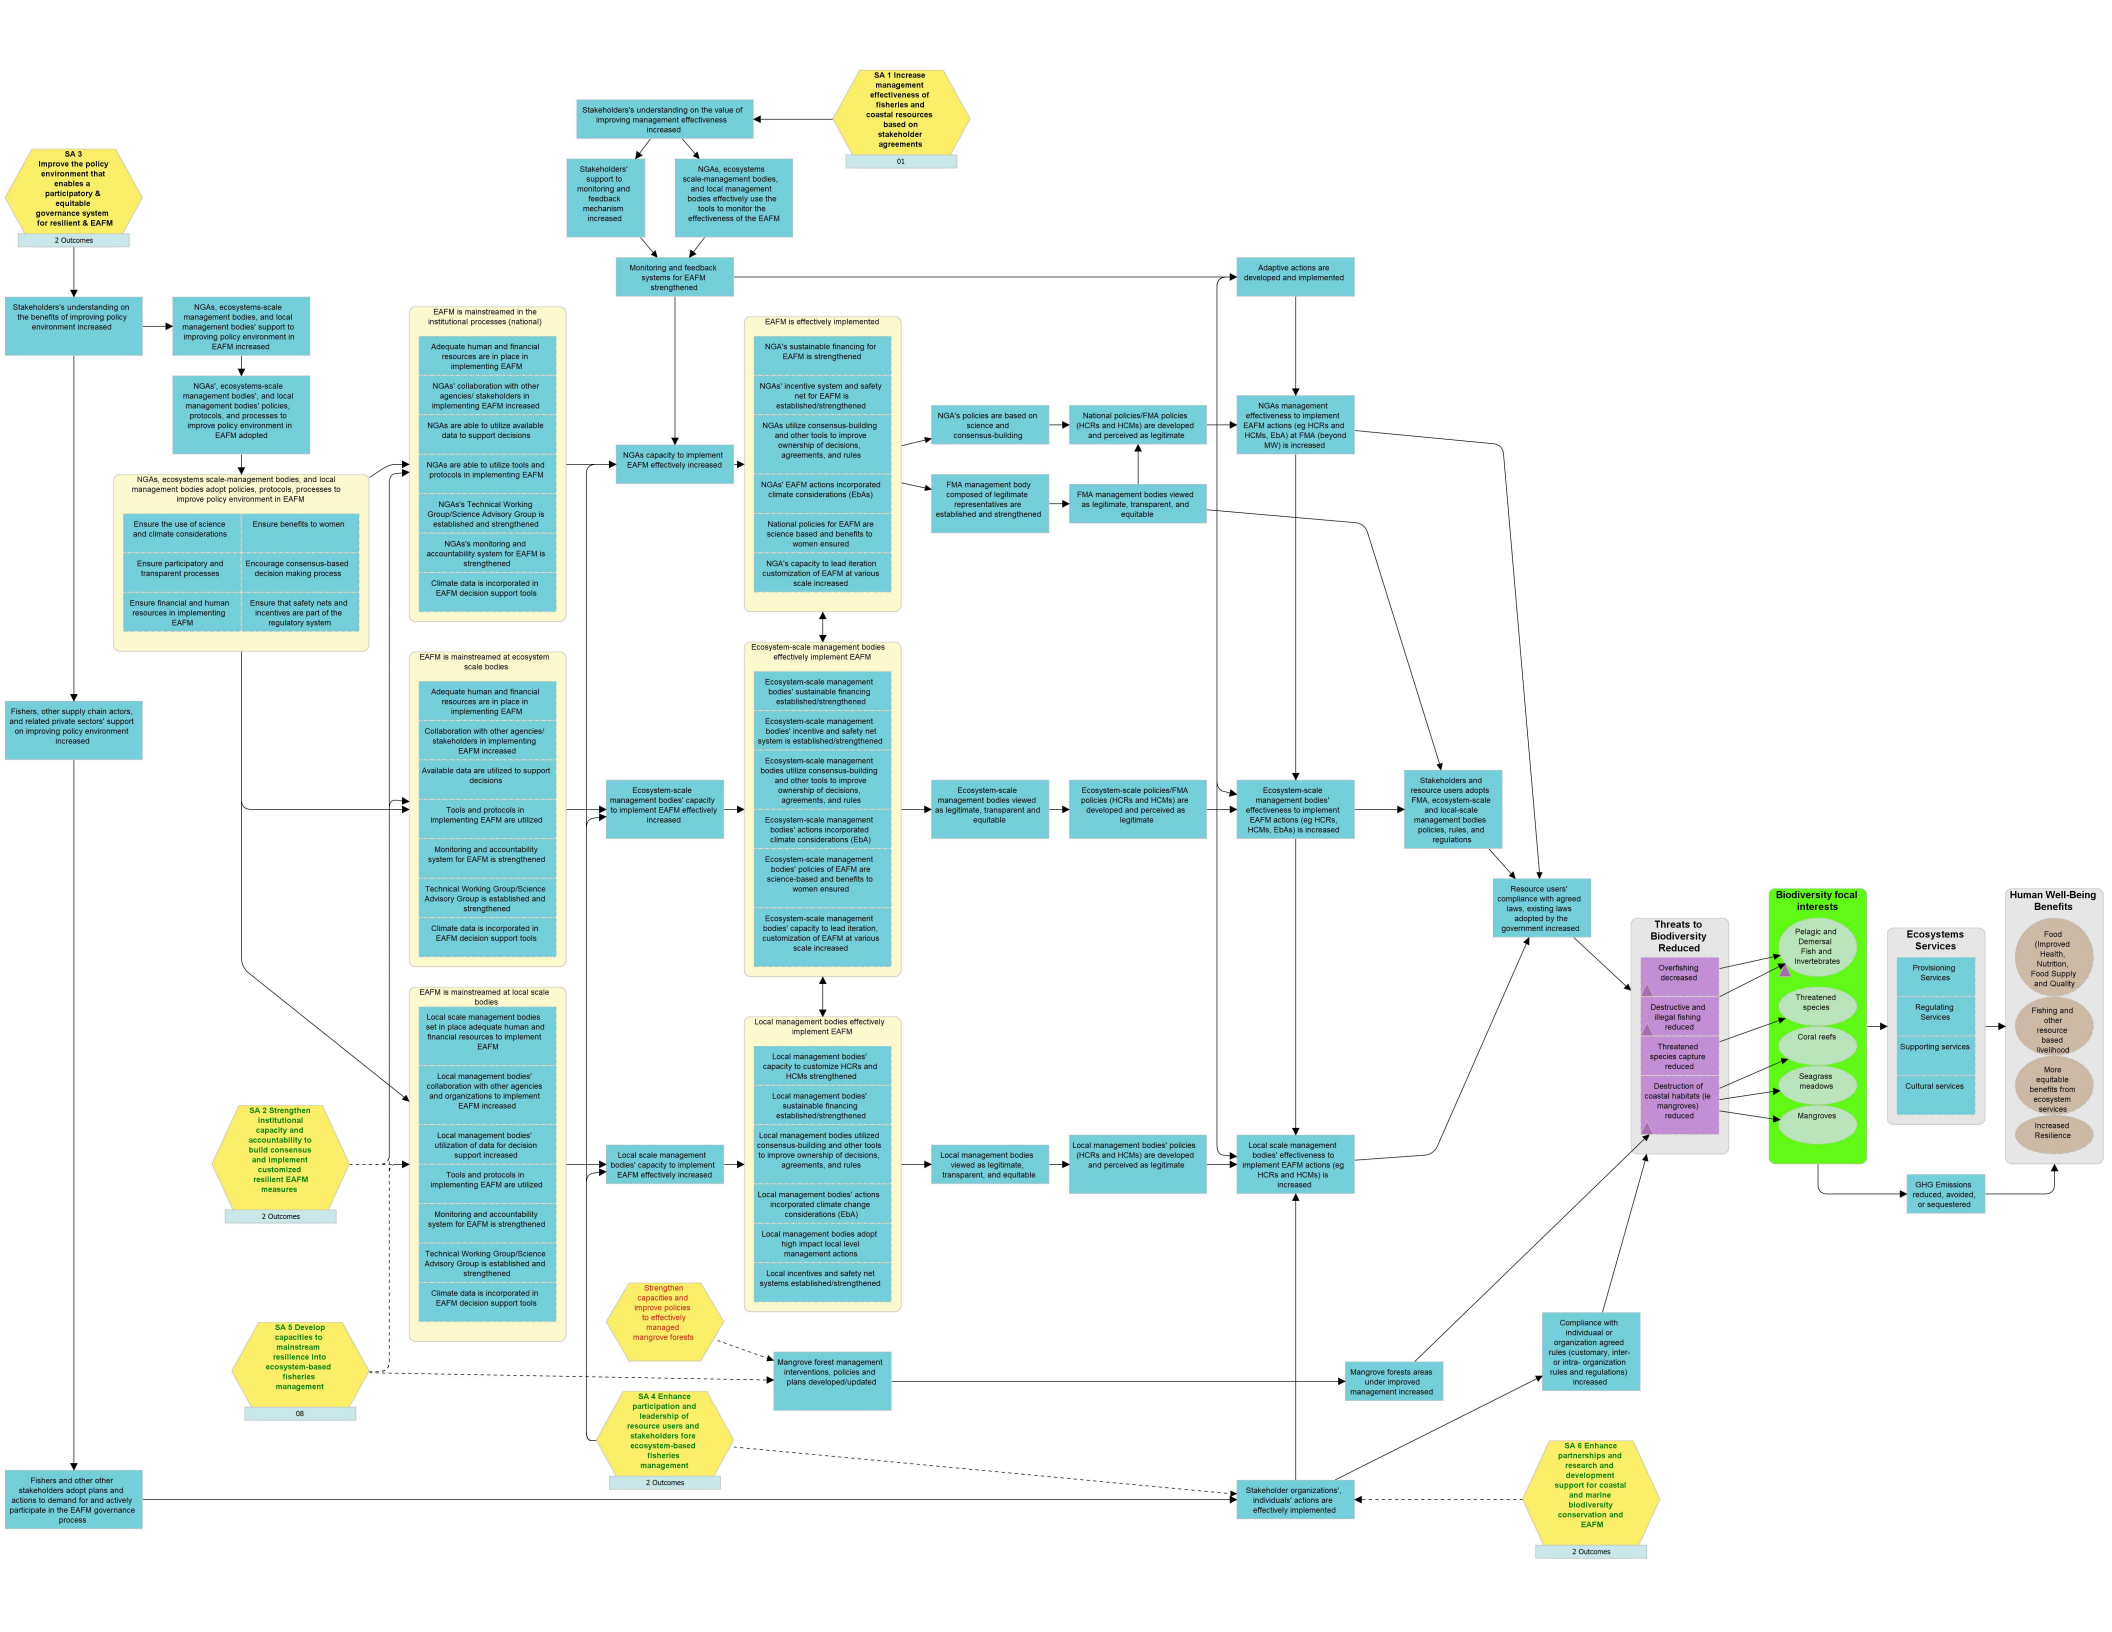 SA 1 Increase
management
effectiveness of
fisheries and
coastal resources
based on
stakeholder
agreements
01
Stakeholders's understanding on the value of
improving management effectiveness
increased
Stakeholders'
support to
monitoring and
feedback
mechanism
increased
NGAs, ecosystems
scale-management bodies,
and local management
bodies effectively use the
tools to monitor the
effectiveness of the EAFM
SA 3
Improve the policy
environment that
enables a
participatory &
equitable
governance system
for resilient & EAFM
2 Outcomes
Monitoring and feedback
systems for EAFM
strengthened
Adaptive actions are
developed and implemented
Stakeholders's understanding on
the benefits of improving policy
environment increased
NGAs, ecosystems-scale
management bodies, and local
management bodies' support to
improving policy environment in
EAFM increased
NGAs', ecosystems-scale
management bodies', and local
management bodies' policies,
protocols, and processes to
improve policy environment in
EAFM adopted
NGAs, ecosystems scale-management bodies, and local
management bodies adopt policies, protocols, processes to
improve policy environment in EAFM
Ensure the use of science
and climate considerations
Ensure benefits to women
Ensure participatory and
transparent processes
Encourage consensus-based
decision making process
Ensure financial and human
resources in implementing
EAFM
Ensure that safety nets and
incentives are part of the
regulatory system
EAFM is mainstreamed in the
institutional processes (national)
Adequate human and financial
resources are in place in
implementing EAFM
NGAs' collaboration with other
agencies/ stakeholders in
implementing EAFM increased
NGAs are able to utilize available
data to support decisions
NGAs are able to utilize tools and
protocols in implementing EAFM
NGAs's Technical Working
Group/Science Advisory Group is
established and strengthened
NGAs's monitoring and
accountability system for EAFM is
strengthened
Climate data is incorporated in
EAFM decision support tools
NGAs capacity to implement
EAFM effectively increased
EAFM is effectively implemented
NGA's sustainable financing for
EAFM is strengthened
NGAs' incentive system and safety
net for EAFM is
established/strengthened
NGAs utilize consensus-building
and other tools to improve
ownership of decisions,
agreements, and rules
NGAs' EAFM actions incorporated
climate considerations (EbAs)
National policies for EAFM are
science based and benefits to
women ensured
NGA's capacity to lead iteration
customization of EAFM at various
scale increased
NGA's policies are based on
science and
consensus-building
National policies/FMA policies
(HCRs and HCMs) are developed
and perceived as legitimate
NGAs management
effectiveness to implement
EAFM actions (eg HCRs and
HCMs, EbA) at FMA (beyond
MW) is increased
FMA management body
composed of legitimate
representatives are
established and strengthened
FMA management bodies viewed
as legitimate, transparent, and
equitable
Fishers, other supply chain actors,
and related private sectors' support
on improving policy environment
increased
EAFM is mainstreamed at ecosystem
scale bodies
Adequate human and financial
resources are in place in
implementing EAFM
Collaboration with other agencies/
stakeholders in implementing
EAFM increased
Available data are utilized to support
decisions
Tools and protocols in
implementing EAFM are utilized
Monitoring and accountability
system for EAFM is strengthened
Technical Working Group/Science
Advisory Group is established and
strengthened
Climate data is incorporated in
EAFM decision support tools
Ecosystem-scale
management bodies' capacity
to implement EAFM effectively
increased
Ecosystem-scale management bodies
effectively implement EAFM
Ecosystem-scale management
bodies' sustainable financing
established/strengthened
Ecosystem-scale management
bodies' incentive and safety net
system is established/strengthened
Ecosystem-scale management
bodies utilize consensus-building
and other tools to improve
ownership of decisions,
agreements, and rules
Ecosystem-scale management
bodies' actions incorporated
climate considerations (EbA)
Ecosystem-scale management
bodies' policies of EAFM are
science-based and benefits to
women ensured
Ecosystem-scale management
bodies' capacity to lead iteration,
customization of EAFM at various
scale increased
Ecosystem-scale
management bodies viewed
as legitimate, transparent and
equitable
Ecosystem-scale policies/FMA
policies (HCRs and HCMs) are
developed and perceived as
legitimate
Ecosystem-scale
management bodies'
effectiveness to implement
EAFM actions (eg HCRs,
HCMs, EbAs) is increased
Stakeholders and
resource users adopts
FMA, ecosystem-scale
and local-scale
management bodies
policies, rules, and
regulations
Resource users'
compliance with agreed
laws, existing laws
adopted by the
government increased
Threats to
Biodiversity
Reduced
Overfishing
decreased
Destructive and
illegal fishing
reduced
Threatened
species capture
reduced
Destruction of
coastal habitats (ie
mangroves)
reduced
Biodiversity focal
interests
Pelagic and
Demersal
Fish and
Invertebrates
Threatened
species
Coral reefs
Seagrass
meadows
Mangroves
Ecosystems
Services
Provisioning
Services
Regulating
Services
Supporting services
Cultural services
Human Well-Being
Benefits
Food
(Improved
Health,
Nutrition,
Food Supply
and Quality
Fishing and
other
resource
based
livelihood
More
equitable
benefits from
ecosystem
services
Increased
Resilience
GHG Emissions
reduced, avoided,
or sequestered
EAFM is mainstreamed at local scale
bodies
Local scale management bodies
set in place adequate human and
financial resources to implement
EAFM
Local management bodies'
collaboration with other agencies
and organizations to implement
EAFM increased
Local management bodies'
utilization of data for decision
support increased
Tools and protocols in
implementing EAFM are utilized
Monitoring and accountability
system for EAFM is strengthened
Technical Working Group/Science
Advisory Group is established and
strengthened
Climate data is incorporated in
EAFM decision support tools
Local scale management
bodies' capacity to implement
EAFM effectively increased
Local management bodies effectively
implement EAFM
Local management bodies'
capacity to customize HCRs and
HCMs strengthened
Local management bodies'
sustainable financing
established/strengthened
Local management bodies utilized
consensus-building and other tools
to improve ownership of decisions,
agreements, and rules
Local management bodies' actions
incorporated climate change
considerations (EbA)
Local management bodies adopt
high impact local level
management actions
Local incentives and safety net
systems established/strengthened
Local management bodies
viewed as legitimate,
transparent, and equitable
Local management bodies' policies
(HCRs and HCMs) are developed
and perceived as legitimate
Local scale management
bodies' effectiveness to
implement EAFM actions (eg
HCRs and HCMs) is
increased
SA 2 Strengthen
institutional
capacity and
accountability to
build consensus
and implement
customized
resilient EAFM
measures
2 Outcomes
SA 5 Develop
capacities to
mainstream
resilience into
ecosystem-based
fisheries
management
08
Strengthen
capacities and
improve policies
to effectively
managed
mangrove forests
Mangrove forest management
interventions, policies and
plans developed/updated
Mangrove forests areas
under improved
management increased
Compliance with
individuaal or
organization agreed
rules (customary, inter-
or intra- organization
rules and regulations)
increased
SA 4 Enhance
participation and
leadership of
resource users and
stakeholders fore
ecosystem-based
fisheries
management
2 Outcomes
Fishers and other other
stakeholders adopt plans and
actions to demand for and actively
participate in the EAFM governance
process
Stakeholder organizations',
individuals' actions are
effectively implemented
SA 6 Enhance
partnerships and
research and
development
support for coastal
and marine
biodiversity
conservation and
EAFM
2 Outcomes